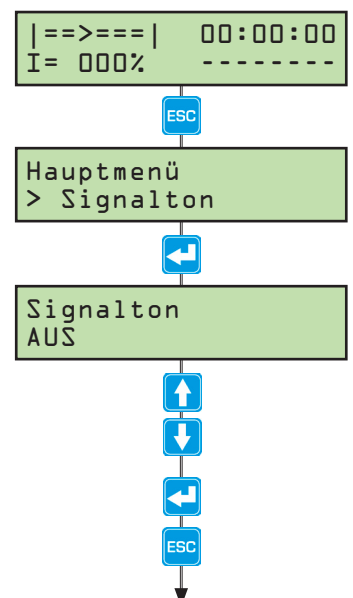 |==>===| 00:00:00
I= 000% --------
ESC
Hauptmenü
> Signalton
Signalton
AUS
ESC